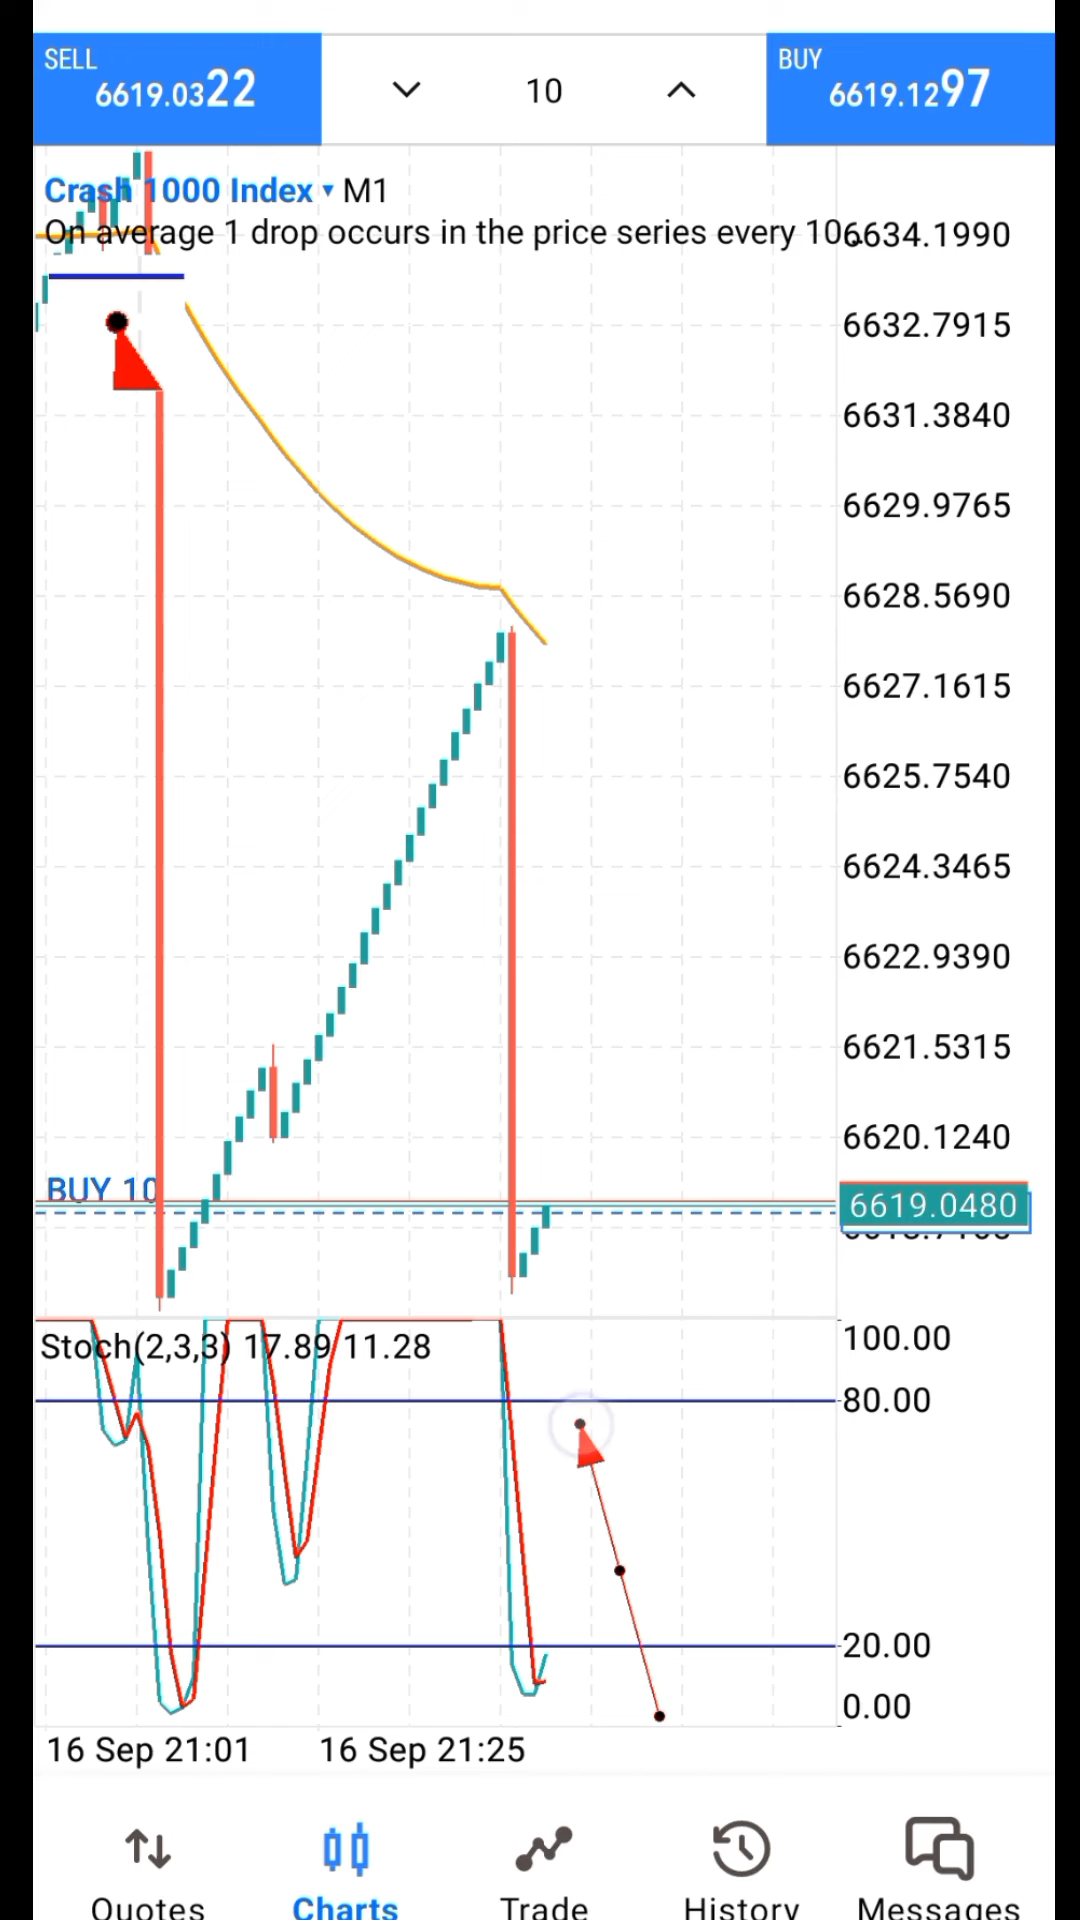 SELL
6619.0322
10
BUY
6619.1297
Crash 1000 Index ▾ M1
On average 1 drop occurs in the price series every 10...
6634.1990
6632.7915
6631.3840
6629.9765
6628.5690
6627.1615
6625.7540
6624.3465
6622.9390
6621.5315
6620.1240
BUY 10
6619.0480
Stoch(2,3,3) 17.89 11.28
100.00
80.00
20.00
0.00
16 Sep 21:01
16 Sep 21:25
Quotes
Charts
Trade
History
Messages